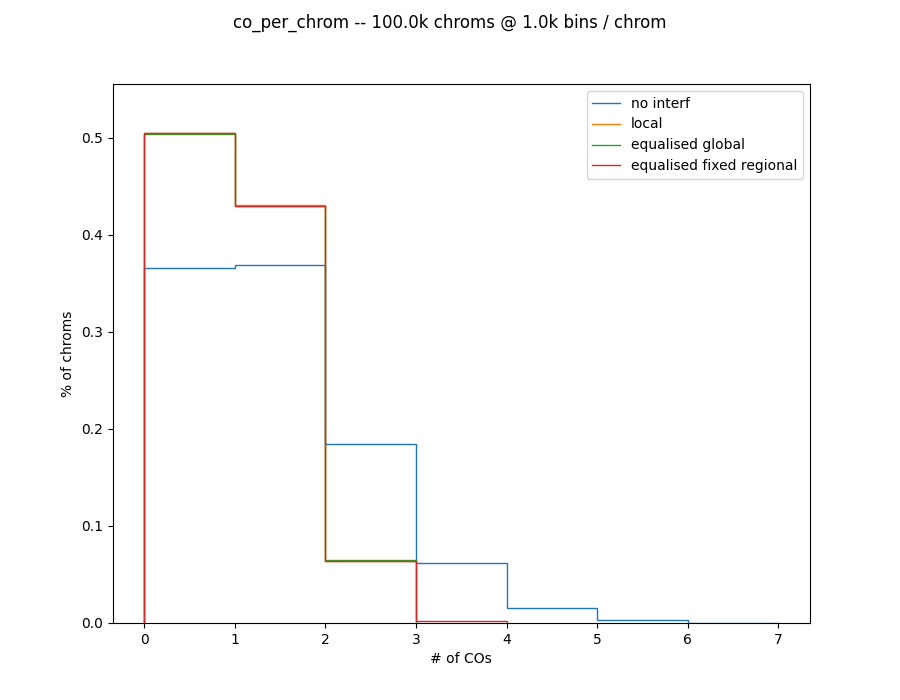 co_per_chrom -- 100.0k chroms @ 1.0k bins / chrom
no interf
local
equalised global
equalised fixed regional
% of chroms
0.5
0.4
0.3
0.2
0.1
0.0
0 1 2 3 4 5 6 7
# of COs